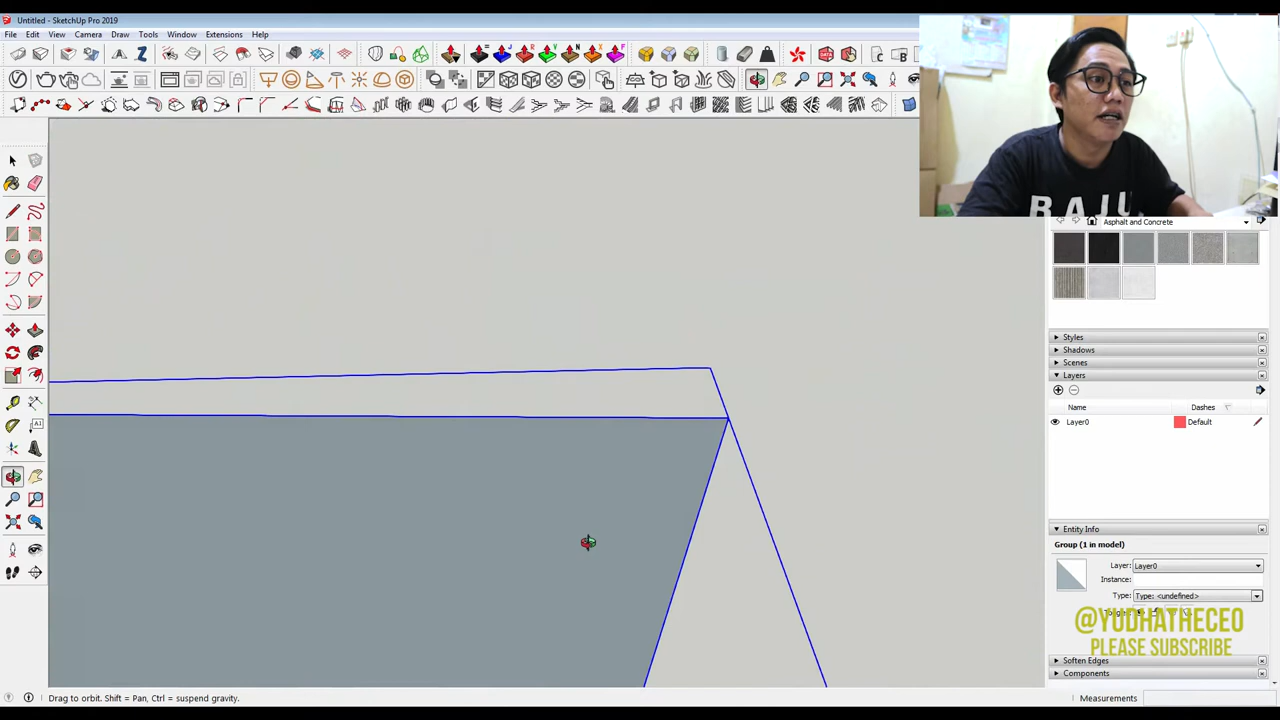 Untitled - SketchUp Pro 2019
File Edit View Camera Draw Tools Window Extensions Help
RAJU
Asphalt and Concrete
Styles
Shadows
Scenes
Layers
Name Dashes
Layer0 Default
Entity Info
Group (1 in model)
Layer: Layer0
Instance:
Type: Type: <undefined>
@YUDHATHECEO
PLEASE SUBSCRIBE
Soften Edges
Components
Drag to orbit. Shift = Pan, Ctrl = suspend gravity.
Measurements